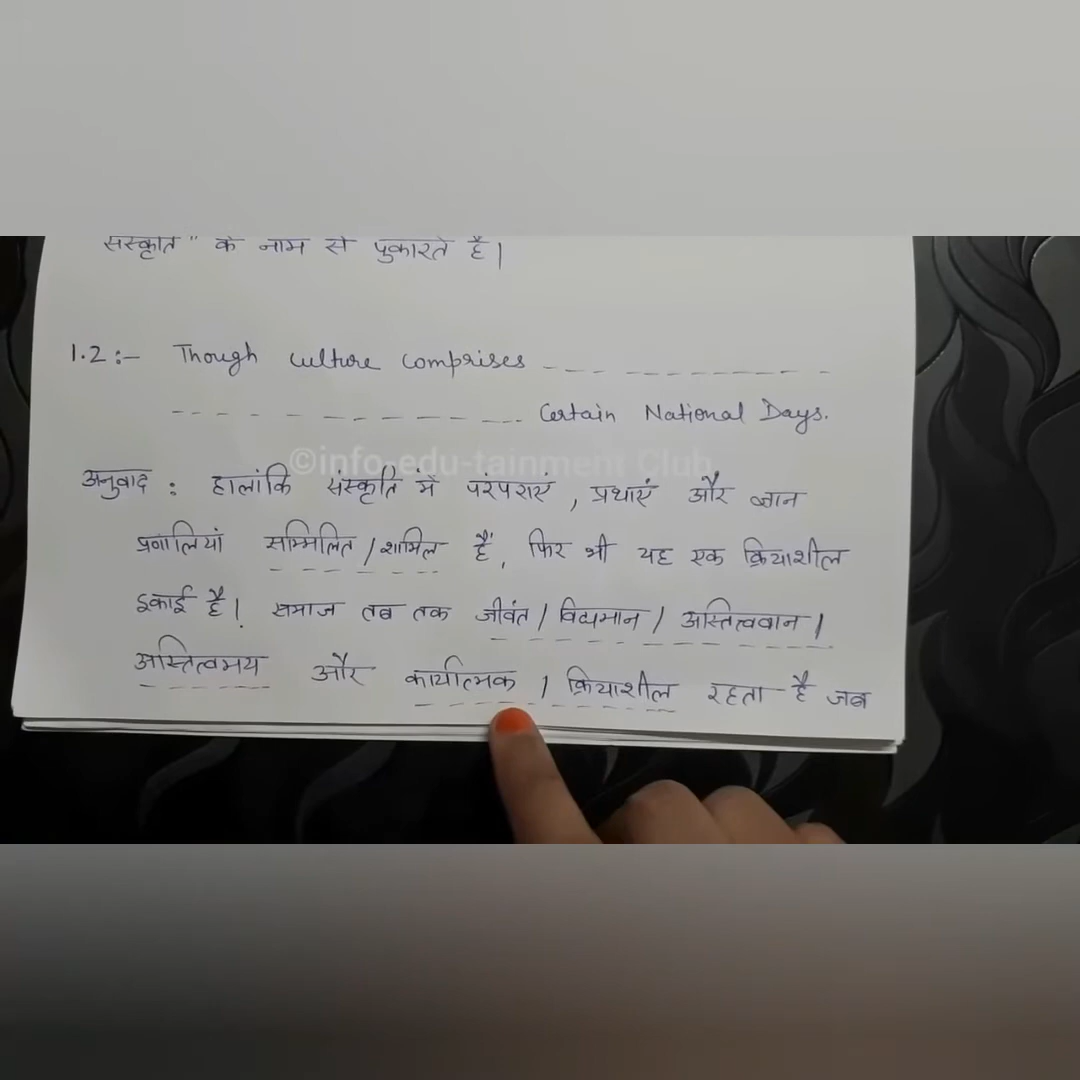 संस्कृति" के नाम से पुकारते है।
1.2:- Though culture comprises --- ---------
------------ Certain National Days.
©info-edu-tainment Club
अनुवाद : हालांकि संस्कृति में परंपराएं , प्रथाएं और ज्ञान
प्रणालियां सम्मिलित / शामिल हैं, फिर भी यह एक क्रियाशील
इकाई है। समाज तब तक जीवंत / विद्यमान / अस्तित्ववान /
अस्तित्वमय और कार्यात्मक / क्रियाशील रहता है जब